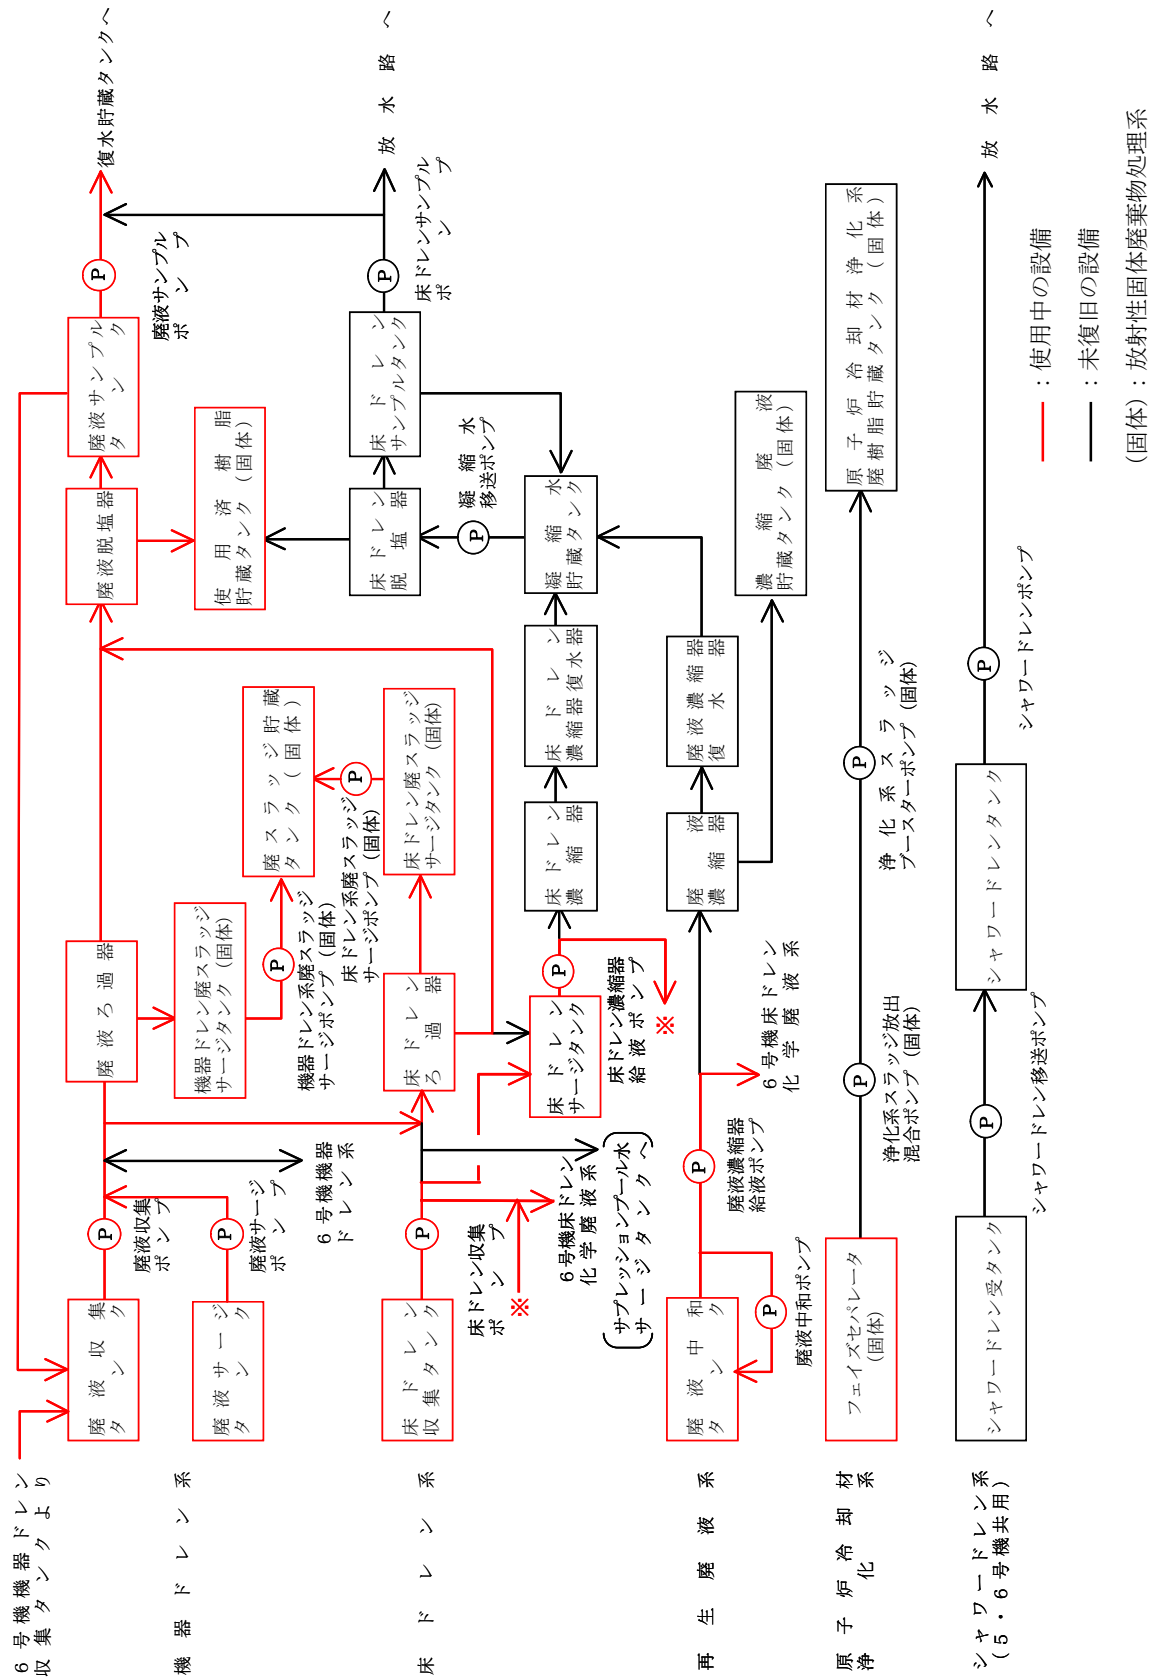 6号機機器ドレン
収集タンクより
機器ドレン系
床ドレン系
再生廃液系
原子炉冷却材
浄化系
シャワードレン系
(5・6号機共用)
廃液収集
タンク
P
廃液収集
ポンプ
廃液サージ
タンク
P
廃液サージ
ポンプ
6号機機器
ドレン系
廃液ろ過器
機器ドレン廃スラッジ
サージタンク(固体)
P
機器ドレン系廃スラッジ
サージポンプ(固体)
廃スラッジ貯蔵
タンク(固体)
廃液脱塩器
使用済樹脂
貯蔵タンク(固体)
廃液サンプル
タンク
P
廃液サンプル
ポンプ
復水貯蔵タンクへ
床ドレン
収集タンク
P
床ドレン収集
ポンプ
※
6号機床ドレン
化学廃液系
(サプレッションプール水
サージタンクへ)
床ドレン
ろ過器
床ドレン廃スラッジ
サージタンク(固体)
P
床ドレン系廃スラッジ
サージポンプ(固体)
床ドレン
サージタンク
P
床ドレン濃縮器
給液ポンプ
※
床ドレン
濃縮器
床ドレン
濃縮器復水器
凝縮水
貯蔵タンク
P
凝縮水
移送ポンプ
床ドレン
脱塩器
床ドレン
サンプルタンク
P
床ドレンサンプル
ポンプ
放水路へ
廃液中和
タンク
P
廃液中和ポンプ
P
廃液濃縮器
給液ポンプ
6号機床ドレン
化学廃液系
廃液
濃縮器
廃液濃縮器
復水器
濃縮廃液
貯蔵タンク(固体)
フェイズセパレータ
(固体)
P
浄化系スラッジ放出
混合ポンプ(固体)
P
浄化系スラッジ
ブースターポンプ(固体)
原子炉冷却材浄化系
廃樹脂貯蔵タンク(固体)
シャワードレン受タンク
P
シャワードレン移送ポンプ
シャワードレンタンク
P
シャワードレンポンプ
放水路へ
:使用中の設備
:未復旧の設備
(固体):放射性固体廃棄物処理系